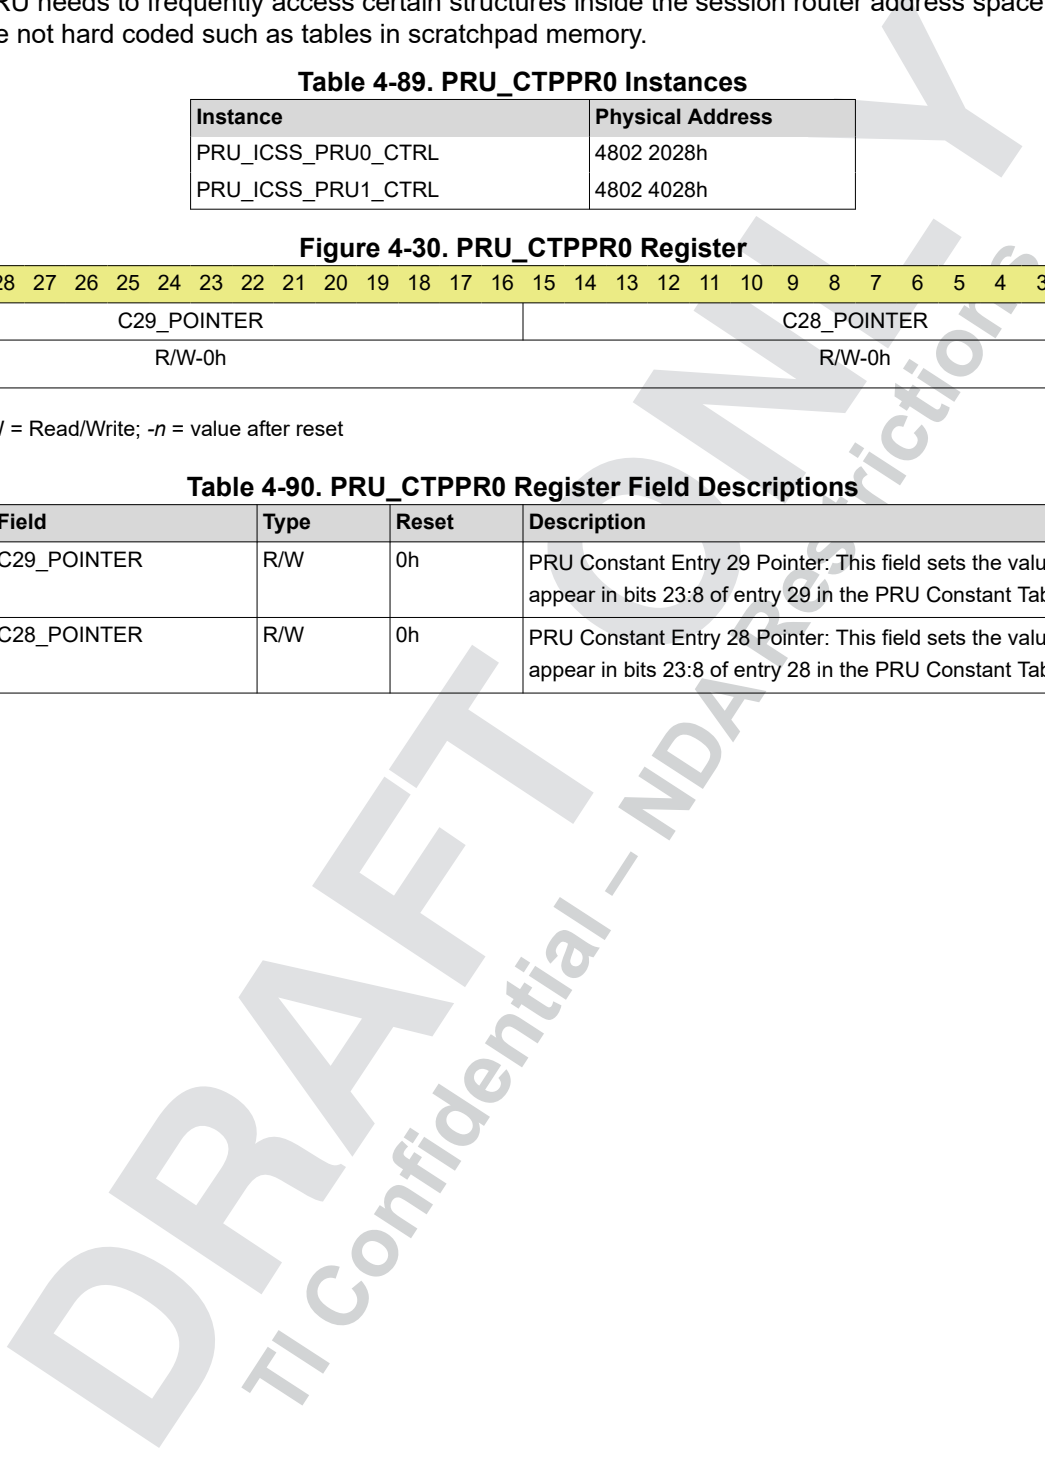 needs to frequently access certain structures inside the session router address space
not hard coded such as tables in scratchpad memory.
Table 4-89. PRU_CTPPR0 Instances
Instance Physical Address
PRU_ICSS_PRU0_CTRL 4802 2028h
PRU_ICSS_PRU1_CTRL 4802 4028h
Figure 4-30. PRU_CTPPR0 Register
28 27 26 25 24 23 22 21 20 19 18 17 16 15 14 13 12 11 10 9 8 7 6 5 4 3
C29_POINTER C28_POINTER
R/W-0h R/W-0h
= Read/Write; -n = value after reset
Table 4-90. PRU_CTPPR0 Register Field Descriptions
Field Type Reset Description
C29_POINTER R/W 0h PRU Constant Entry 29 Pointer: This field sets the valu
appear in bits 23:8 of entry 29 in the PRU Constant Tab
C28_POINTER R/W 0h PRU Constant Entry 28 Pointer: This field sets the valu
appear in bits 23:8 of entry 28 in the PRU Constant Tab
DRAFT ONLY
TI Confidential — NDA Restrictions